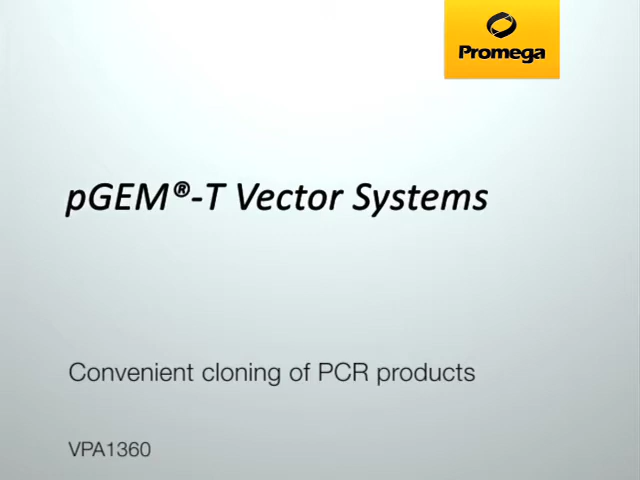 Promega
pGEM®-T Vector Systems
Convenient cloning of PCR products
VPA1360